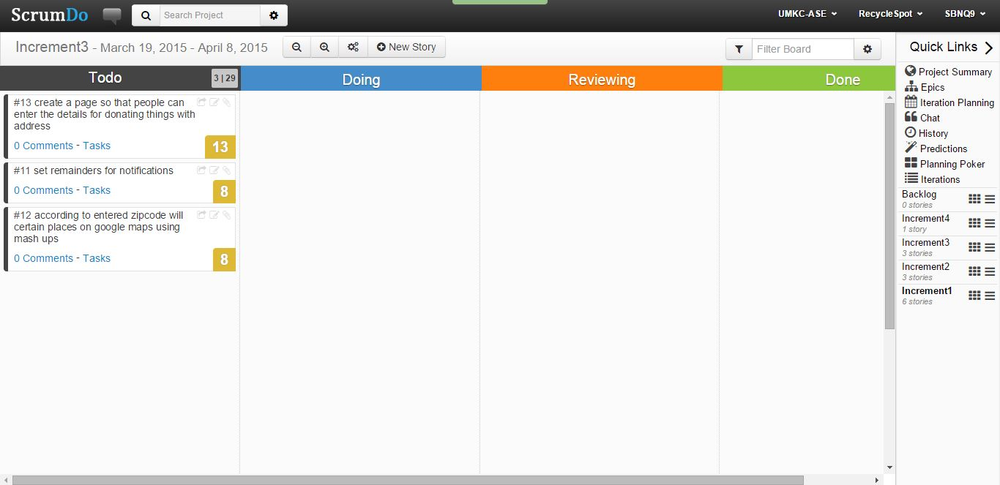 ScrumDo
Search Project
UMKC-ASE
RecycleSpot
SBNQ9
Increment3 - March 19, 2015 - April 8, 2015
New Story
Filter Board
Todo
3 | 29
Doing
Reviewing
Done
#13 create a page so that people can
enter the details for donating things with
address
0 Comments - Tasks
13
#11 set remainders for notifications
0 Comments - Tasks
8
#12 according to entered zipcode will
certain places on google maps using
mash ups
0 Comments - Tasks
8
Quick Links
Project Summary
Epics
Iteration Planning
Chat
History
Predictions
Planning Poker
Iterations
Backlog
0 stories
Increment4
1 story
Increment3
3 stories
Increment2
3 stories
Increment1
6 stories